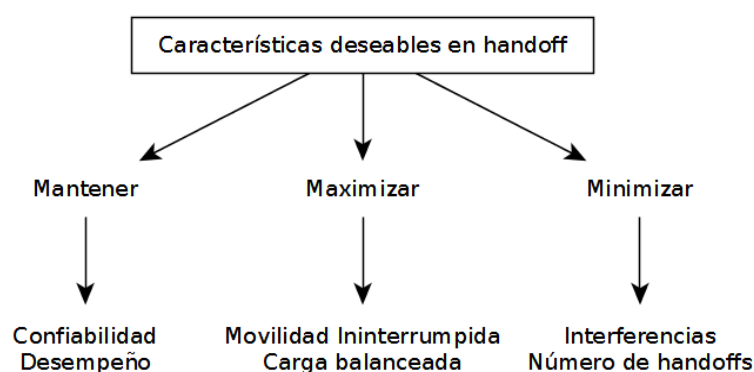 Características deseables en handoff
Mantener
Maximizar
Minimizar
Confiabilidad
Desempeño
Movilidad Ininterrumpida
Carga balanceada
Interferencias
Número de handoffs